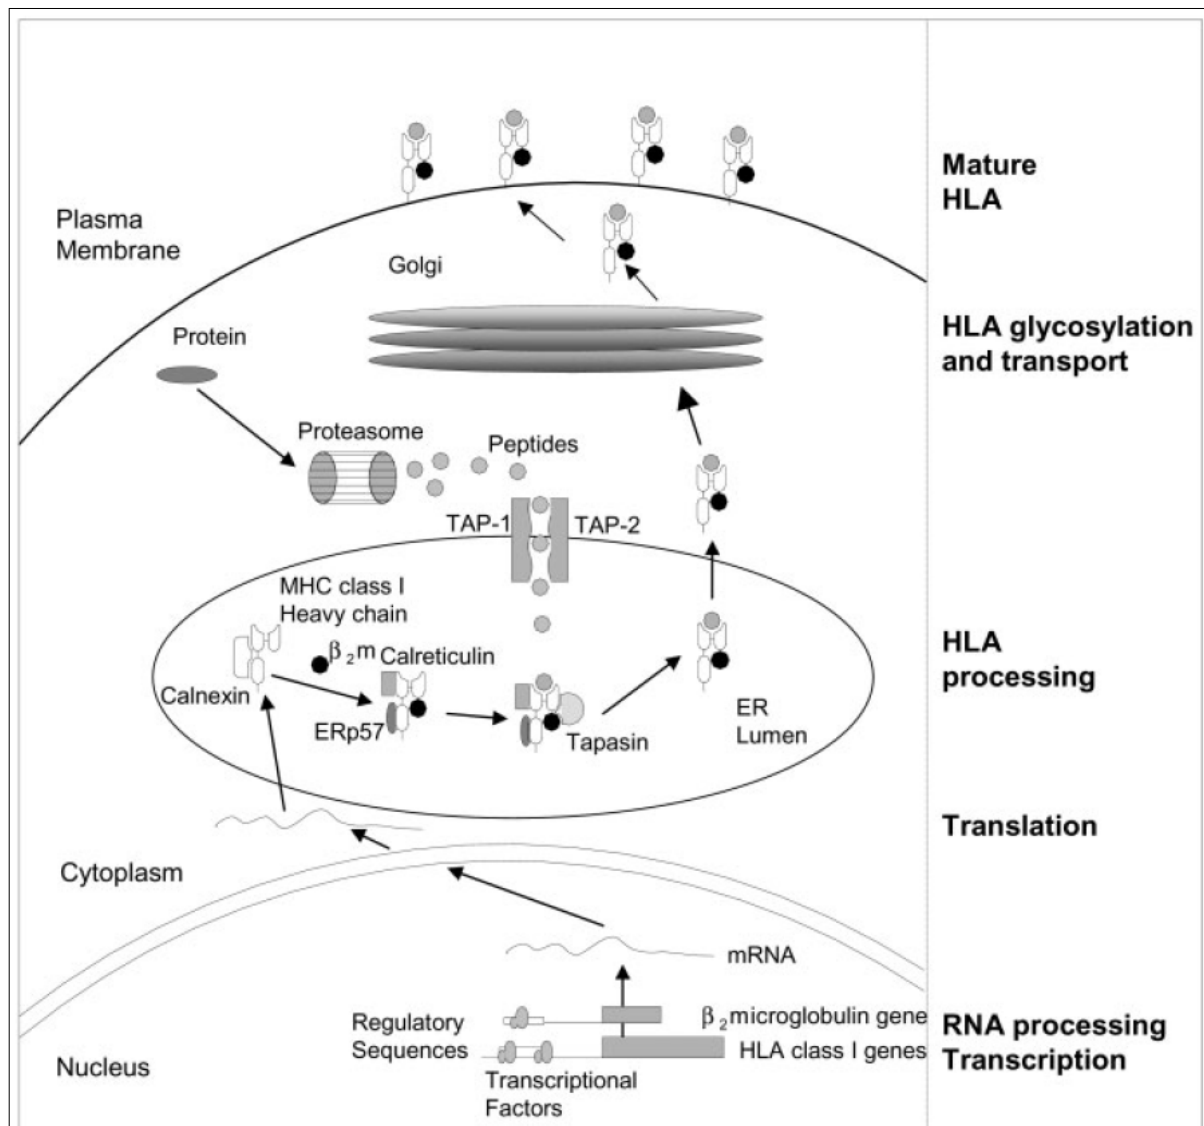 Mature
HLA
Plasma
Membrane
Golgi
HLA glycosylation
and transport
Protein
Proteasome
Peptides
TAP-1
TAP-2
MHC class I
Heavy chain
β₂m
Calreticulin
Calnexin
ERp57
Tapasin
ER
Lumen
HLA
processing
Translation
Cytoplasm
mRNA
Regulatory
Sequences
β₂microglobulin gene
HLA class I genes
RNA processing
Transcription
Nucleus
Transcriptional
Factors